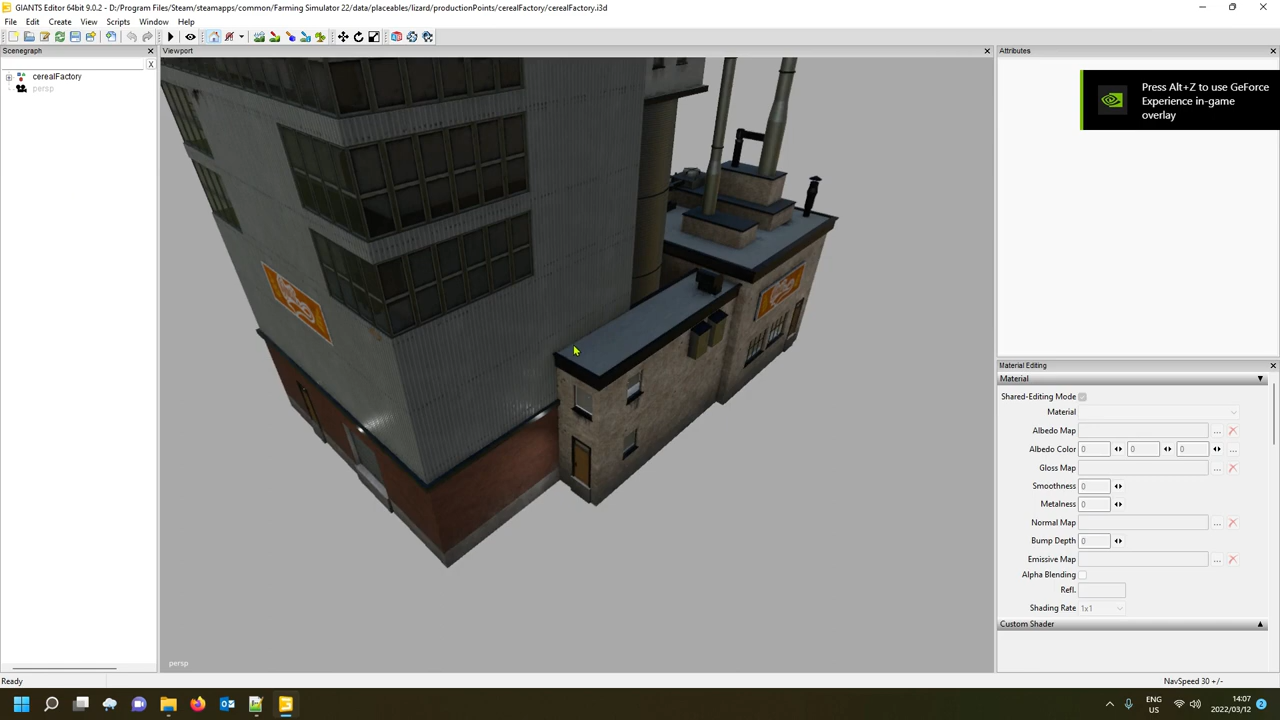 GIANTS Editor 64bit 9.0.2 - D:/Program Files/Steam/steamapps/common/Farming Simulator 22/data/placeables/lizard/productionPoints/cerealFactory/cerealFactory.i3d
File Edit Create View Scripts Window Help
Scenegraph
Viewport
Attributes
X
cerealFactory
persp
Press Alt+Z to use GeForce
Experience in-game
overlay
Material Editing
Material
Shared-Editing Mode
Material
Albedo Map ...
Albedo Color 0 0 0 ...
Gloss Map ...
Smoothness 0
Metalness 0
Normal Map ...
Bump Depth 0
Emissive Map ...
Alpha Blending
Refl.
Shading Rate 1x1
Custom Shader
persp
Ready
NavSpeed 30 +/-
ENG
US
14:07
2022/03/12
2